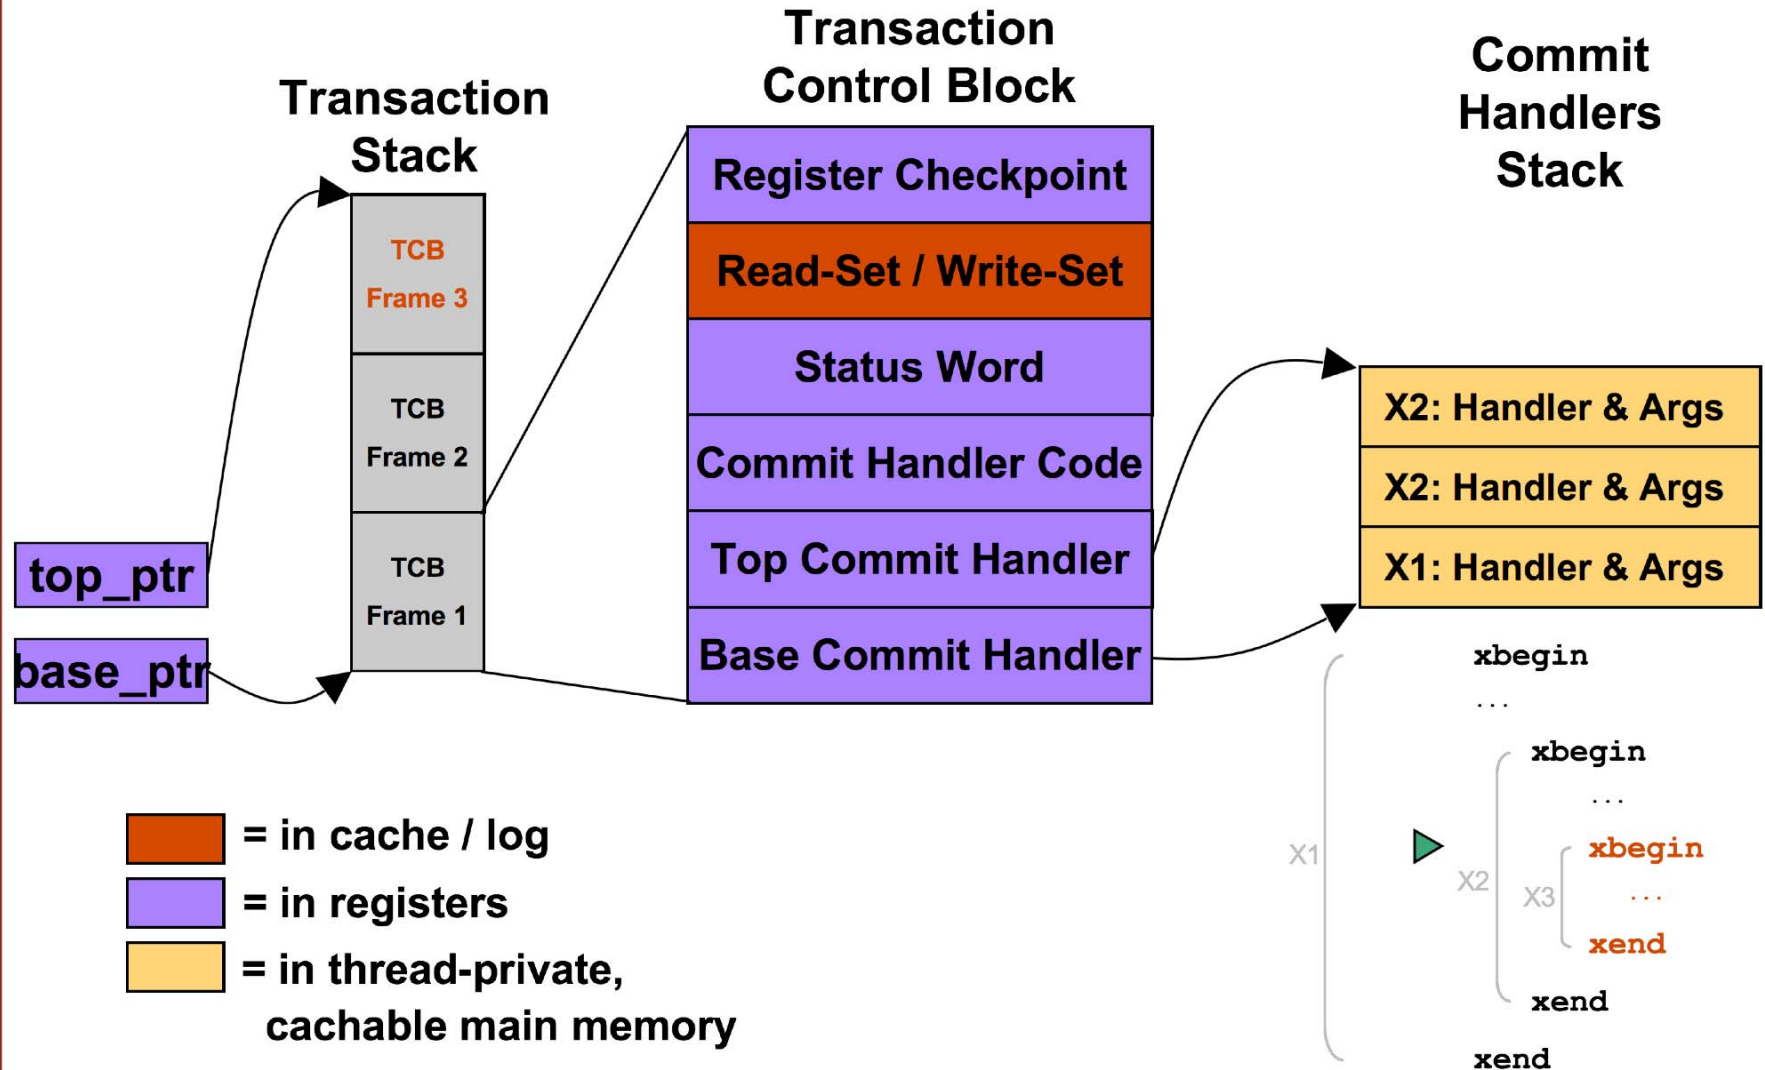 Transaction
Stack
Transaction
Control Block
Commit
Handlers
Stack
TCB
Frame 3
TCB
Frame 2
TCB
Frame 1
top_ptr
base_ptr
Register Checkpoint
Read-Set / Write-Set
Status Word
Commit Handler Code
Top Commit Handler
Base Commit Handler
X2: Handler & Args
X2: Handler & Args
X1: Handler & Args
= in cache / log
= in registers
= in thread-private,
cachable main memory
xbegin
...
xbegin
...
xbegin
...
xend
xend
xend
X1
X2
X3